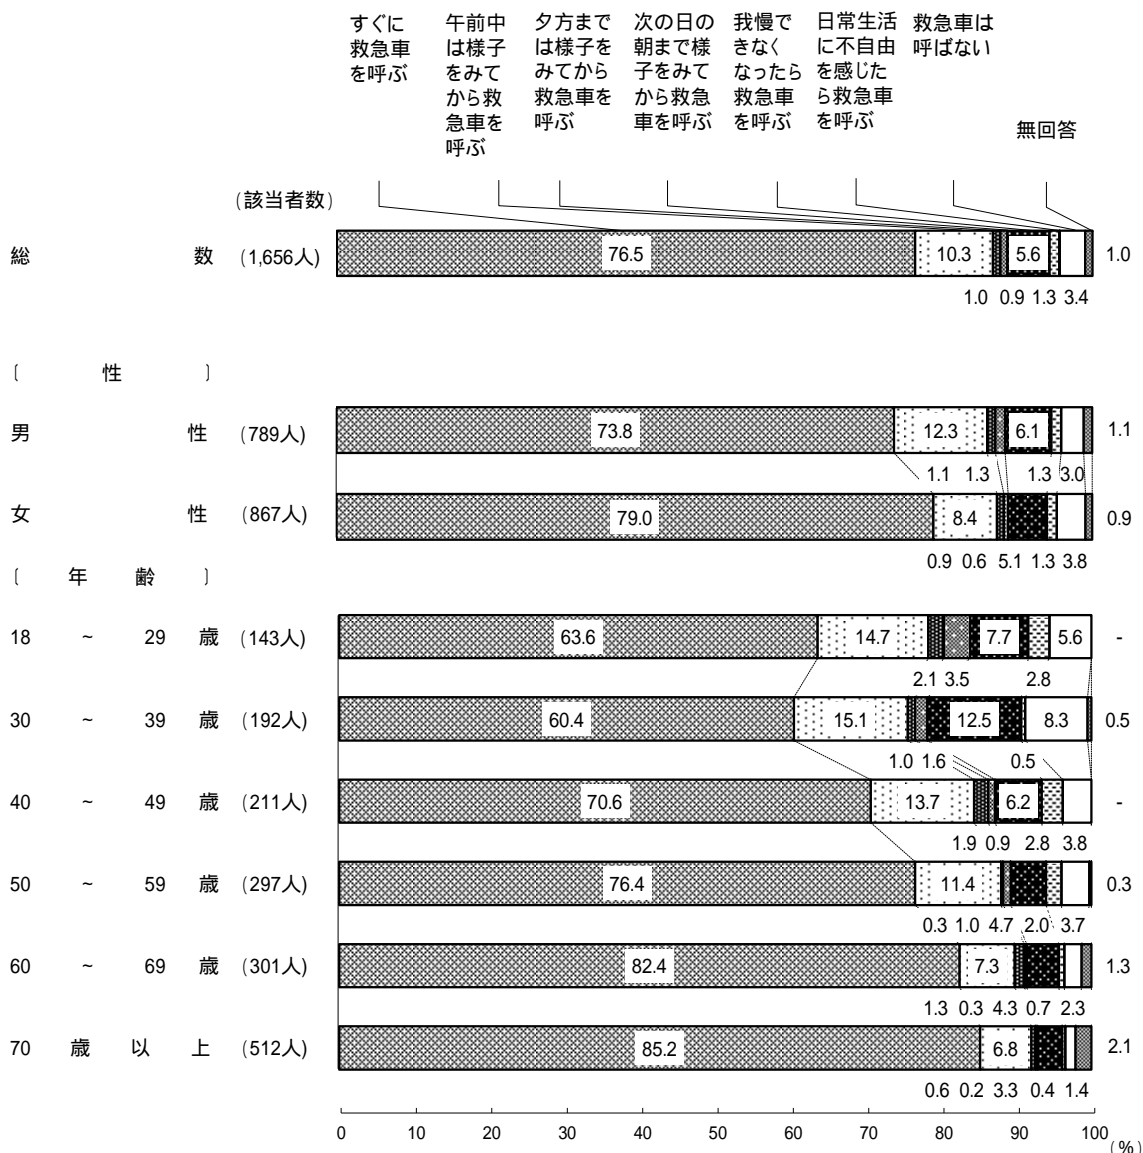 すぐに
救急車
を呼ぶ
午前中
は様子
をみて
から救
急車を
呼ぶ
夕方まで
は様子を
みてから
救急車を
呼ぶ
次の日の
朝まで様
子をみて
から救急
車を呼ぶ
我慢で
きなく
なったら
救急車
を呼ぶ
日常生活
に不自由
を感じた
ら救急車
を呼ぶ
救急車は
呼ばない
無回答
(該当者数)
総 数 (1,656人) 76.5 10.3 5.6 1.0
1.0 0.9 1.3 3.4
〔 性 〕
男 性 (789人) 73.8 12.3 6.1 1.1
1.1 1.3 1.3 3.0
女 性 (867人) 79.0 8.4 0.9
0.9 0.6 5.1 1.3 3.8
〔 年 齢 〕
18 ~ 29 歳 (143人) 63.6 14.7 7.7 5.6 -
2.1 3.5 2.8
30 ~ 39 歳 (192人) 60.4 15.1 12.5 8.3 0.5
1.0 1.6 0.5
40 ~ 49 歳 (211人) 70.6 13.7 6.2 -
1.9 0.9 2.8 3.8
50 ~ 59 歳 (297人) 76.4 11.4 0.3
0.3 1.0 4.7 2.0 3.7
60 ~ 69 歳 (301人) 82.4 7.3 1.3
1.3 0.3 4.3 0.7 2.3
70 歳 以 上 (512人) 85.2 6.8 2.1
0.6 0.2 3.3 0.4 1.4
0 10 20 30 40 50 60 70 80 90 100
(%)